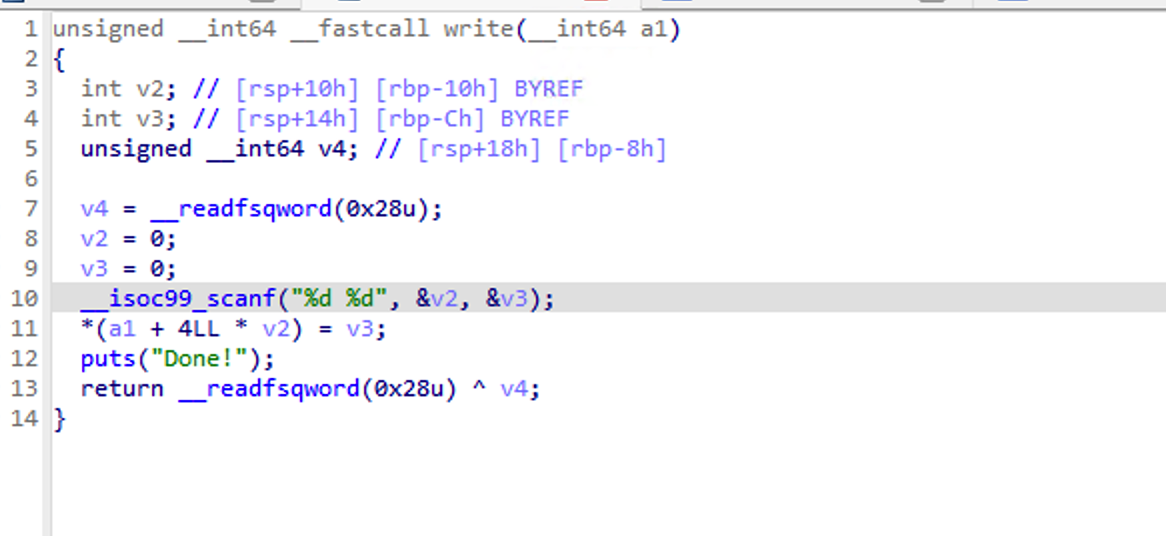 1 unsigned __int64 __fastcall write(__int64 a1)
2 {
3 int v2; // [rsp+10h] [rbp-10h] BYREF
4 int v3; // [rsp+14h] [rbp-Ch] BYREF
5 unsigned __int64 v4; // [rsp+18h] [rbp-8h]
6
7 v4 = __readfsqword(0x28u);
8 v2 = 0;
9 v3 = 0;
10 __isoc99_scanf("%d %d", &v2, &v3);
11 *(a1 + 4LL * v2) = v3;
12 puts("Done!");
13 return __readfsqword(0x28u) ^ v4;
14 }